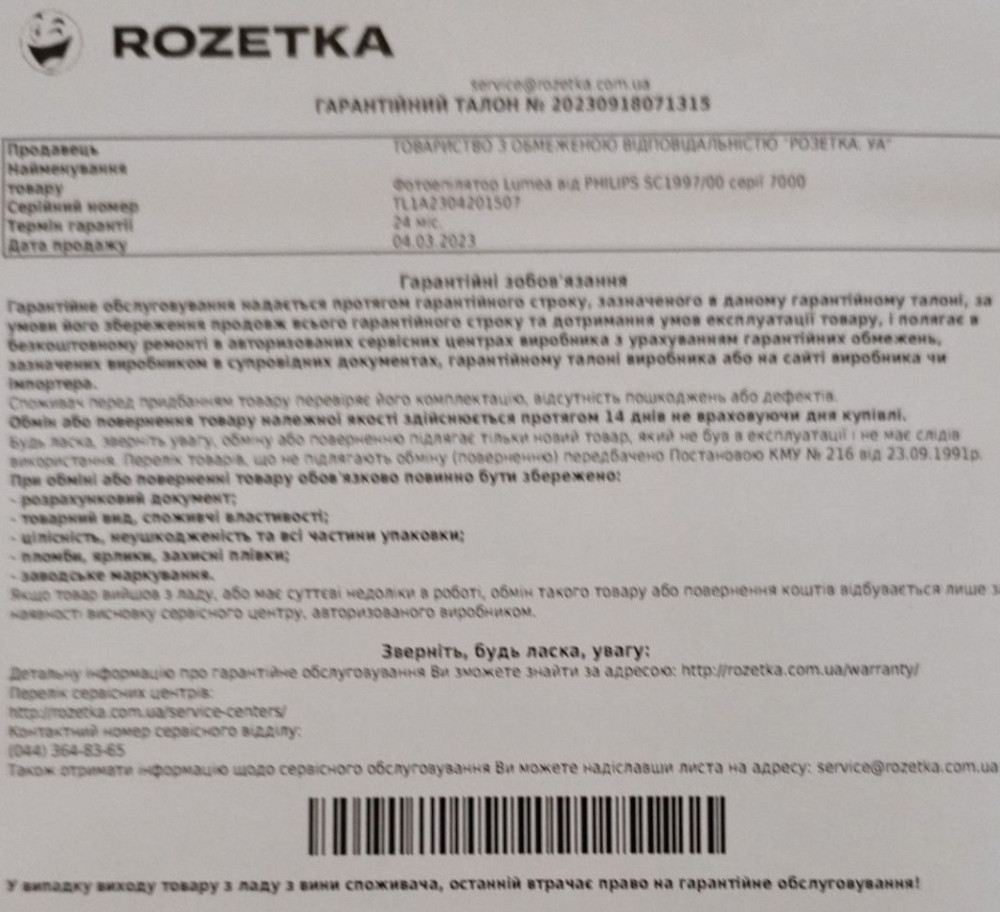 ROZETKA
service@rozetka.com.ua
ГАРАНТІЙНИЙ ТАЛОН № 20230918071315
Продавець ТОВАРИСТВО З ОБМЕЖЕНОЮ ВІДПОВІДАЛЬНІСТЮ "РОЗЕТКА. УА"
Найменування
товару Фотоепілятор Lumea від PHILIPS SC1997/00 серії 7000
Серійний номер TL1A2304201507
Термін гарантії 24 міс.
Дата продажу 04.03.2023
Гарантійні зобов'язання
Гарантійне обслуговування надається протягом гарантійного строку, зазначеного в даному гарантійному талоні, за
умови його збереження продовж всього гарантійного строку та дотримання умов експлуатації товару, і полягає в
безкоштовному ремонті в авторизованих сервісних центрах виробника з урахуванням гарантійних обмежень,
зазначених виробником в супровідних документах, гарантійному талоні виробника або на сайті виробника чи
імпортера.
Споживач перед придбанням товару перевіряє його комплектацію, відсутність пошкоджень або дефектів.
Обмін або повернення товару належної якості здійснюється протягом 14 днів не враховуючи дня купівлі.
Будь ласка, зверніть увагу, обміну або поверненню підлягає тільки новий товар, який не був в експлуатації і не має слідів
використання. Перелік товарів, що не підлягають обміну (поверненню) передбачено Постановою КМУ № 216 від 23.09.1991р.
При обміні або поверненні товару обов'язково повинно бути збережено:
- розрахунковий документ;
- товарний вид, споживчі властивості;
- цілісність, неушкодженість та всі частини упаковки;
- пломби, ярлики, захисні плівки;
- заводське маркування.
Якщо товар вийшов з ладу, або має суттєві недоліки в роботі, обмін такого товару або повернення коштів відбувається лише за
наявності висновку сервісного центру, авторизованого виробником.
Зверніть, будь ласка, увагу:
Детальну інформацію про гарантійне обслуговування Ви зможете знайти за адресою: http://rozetka.com.ua/warranty/
Перелік сервісних центрів:
http://rozetka.com.ua/service-centers/
Контактний номер сервісного відділу:
(044) 364-83-65
Також отримати інформацію щодо сервісного обслуговування Ви можете надіславши листа на адресу: service@rozetka.com.ua
У випадку виходу товару з ладу з вини споживача, останній втрачає право на гарантійне обслуговування!